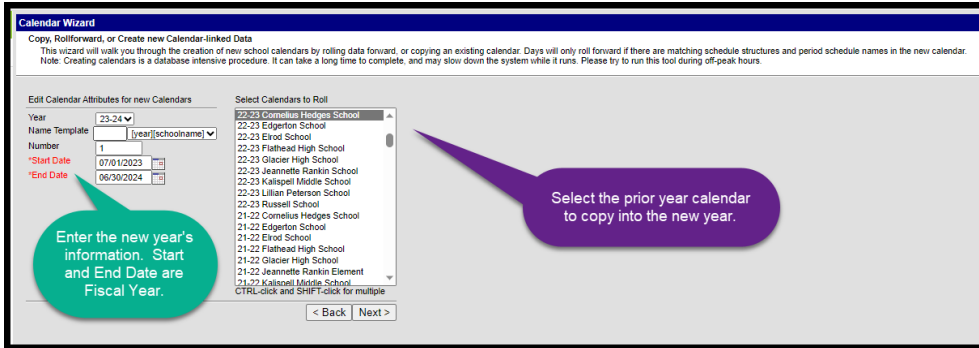 Calendar Wizard
Copy, Rollforward, or Create new Calendar-linked Data
This wizard will walk you through the creation of new school calendars by rolling data forward, or copying an existing calendar. Days will only roll forward if there are matching schedule structures and period schedule names in the new calendar.
Note: Creating calendars is a database intensive procedure. It can take a long time to complete, and may slow down the system while it runs. Please try to run this tool during off-peak hours.
Edit Calendar Attributes for new Calendars
Year 23-24
Name Template [year][schoolname]
Number 1
*Start Date 07/01/2023
*End Date 06/30/2024
Enter the new year's
information. Start
and End Date are
Fiscal Year.
Select Calendars to Roll
22-23 Cornelius Hedges School
22-23 Edgerton School
22-23 Elrod School
22-23 Flathead High School
22-23 Glacier High School
22-23 Jeannette Rankin School
22-23 Kalispell Middle School
22-23 Lillian Peterson School
22-23 Russell School
21-22 Cornelius Hedges School
21-22 Edgerton School
21-22 Elrod School
21-22 Flathead High School
21-22 Glacier High School
21-22 Jeannette Rankin Element
21-22 Kalispell Middle School
CTRL-click and SHIFT-click for multiple
< Back Next >
Select the prior year calendar
to copy into the new year.